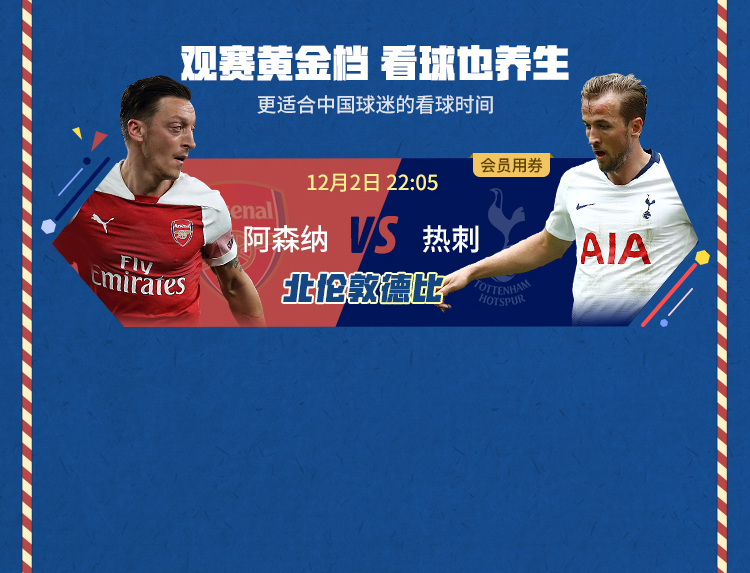 观赛黄金档 看球也养生
更适合中国球迷的看球时间
会员用券
12月2日 22:05
Arsenal
阿森纳 VS 热刺
北伦敦德比
Arsenal
FLY
Emirates
AIA
TOTTENHAM
HOTSPUR